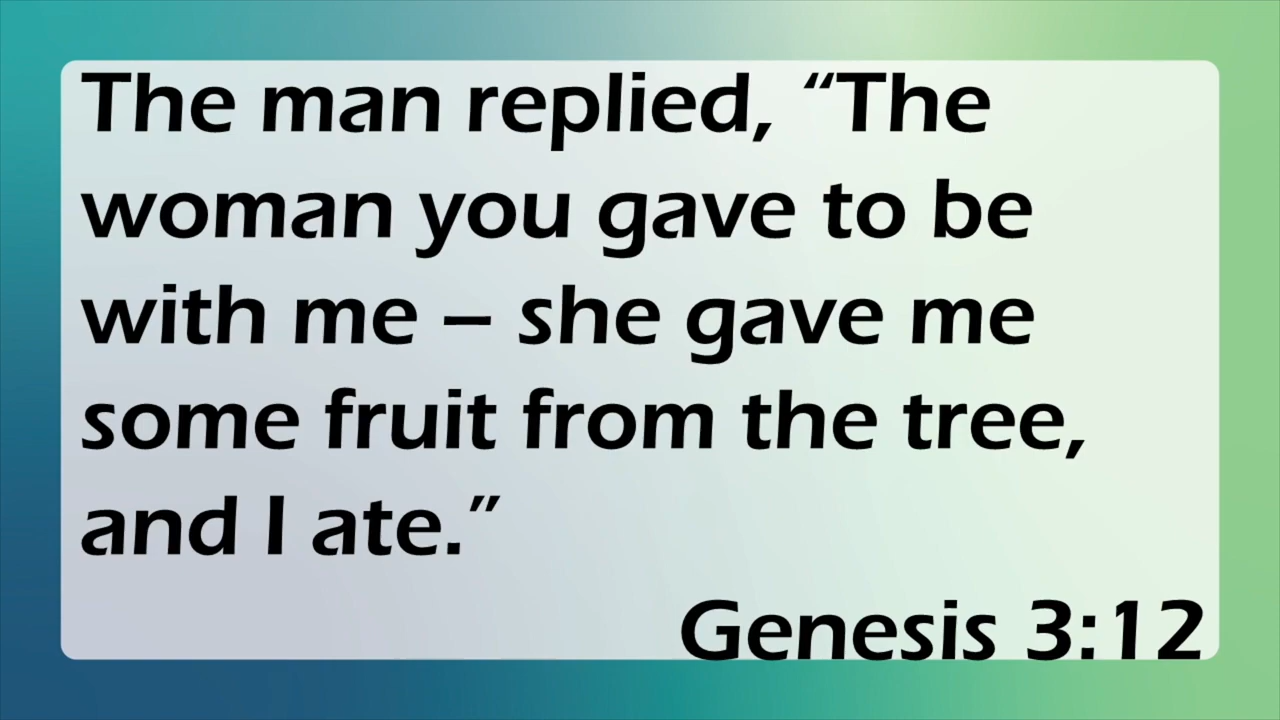 The man replied, “The
woman you gave to be
with me – she gave me
some fruit from the tree,
and I ate.”
Genesis 3:12